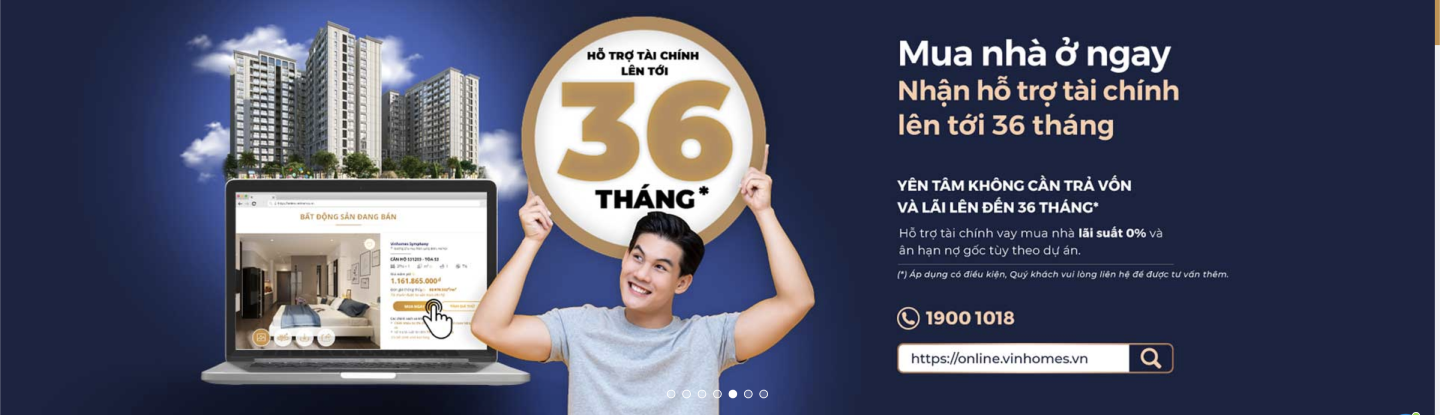 HỖ TRỢ TÀI CHÍNH
LÊN TỚI
36
THÁNG*
BẤT ĐỘNG SẢN ĐANG BÁN
Vinhomes Symphony
1.161.865.000đ
Mua nhà ở ngay
Nhận hỗ trợ tài chính
lên tới 36 tháng
YÊN TÂM KHÔNG CẦN TRẢ VỐN
VÀ LÃI LÊN ĐẾN 36 THÁNG*
Hỗ trợ tài chính vay mua nhà lãi suất 0% và
ân hạn nợ gốc tùy theo dự án.
(*) Áp dụng có điều kiện, Quý khách vui lòng liên hệ để được tư vấn thêm.
1900 1018
https://online.vinhomes.vn